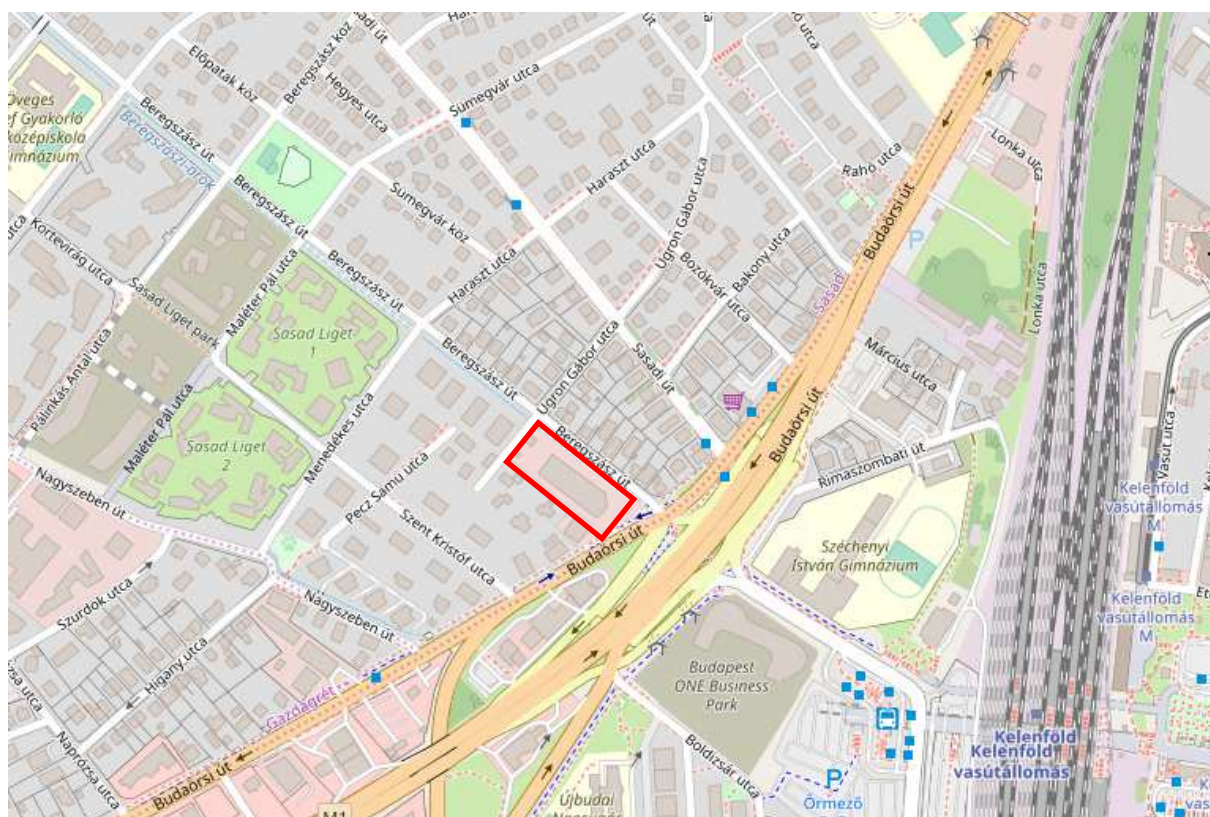 Sasadi út
Hara
Előpatak köz
Beregszász köz
Hegyes utca
Sümegvár utca
Beregszász út
Beregszászi-árok
Öveges
ef Gyakorló
középiskola
imnázium
Haraszt utca
Ugron Gábor utca
Rahó utca
Lonka utca
Budaörsi út
Sümegvár köz
Beregszász út
Kortevirág utca
utca
Sasad Liget park
Maléter Pál utca
Haraszt utca
Bozókvár utca
Bakony utca
Sasad
Lonka utca
Sasad Liget
1
Beregszász út
Ugron Gábor utca
Sasadi út
Március utca
P
Pálinkás Antal utca
Maléter Pál utca
Menedékes utca
Sasad Liget
2
Beregszász út
Budaörsi út
Rimaszombati út
Vasút utca
Nagyszeben út
Pecz Samu utca
Szent Kristóf utca
Budaörsi út
Széchenyi
István Gimnázium
Kelenföld
vasútállomás
M
Szurdok utca
Nagyszeben út
Kelenföld
vasútállomás
M
Et
Higany utca
Gazdagrét
Budapest
ONE Business
Park
Naprózsa utca
zsa utca
Boldizsár utca
Kelenföld
Kelenföld
vasútállomás
Budaörsi út
M1
Újbudai
P
Őrmező